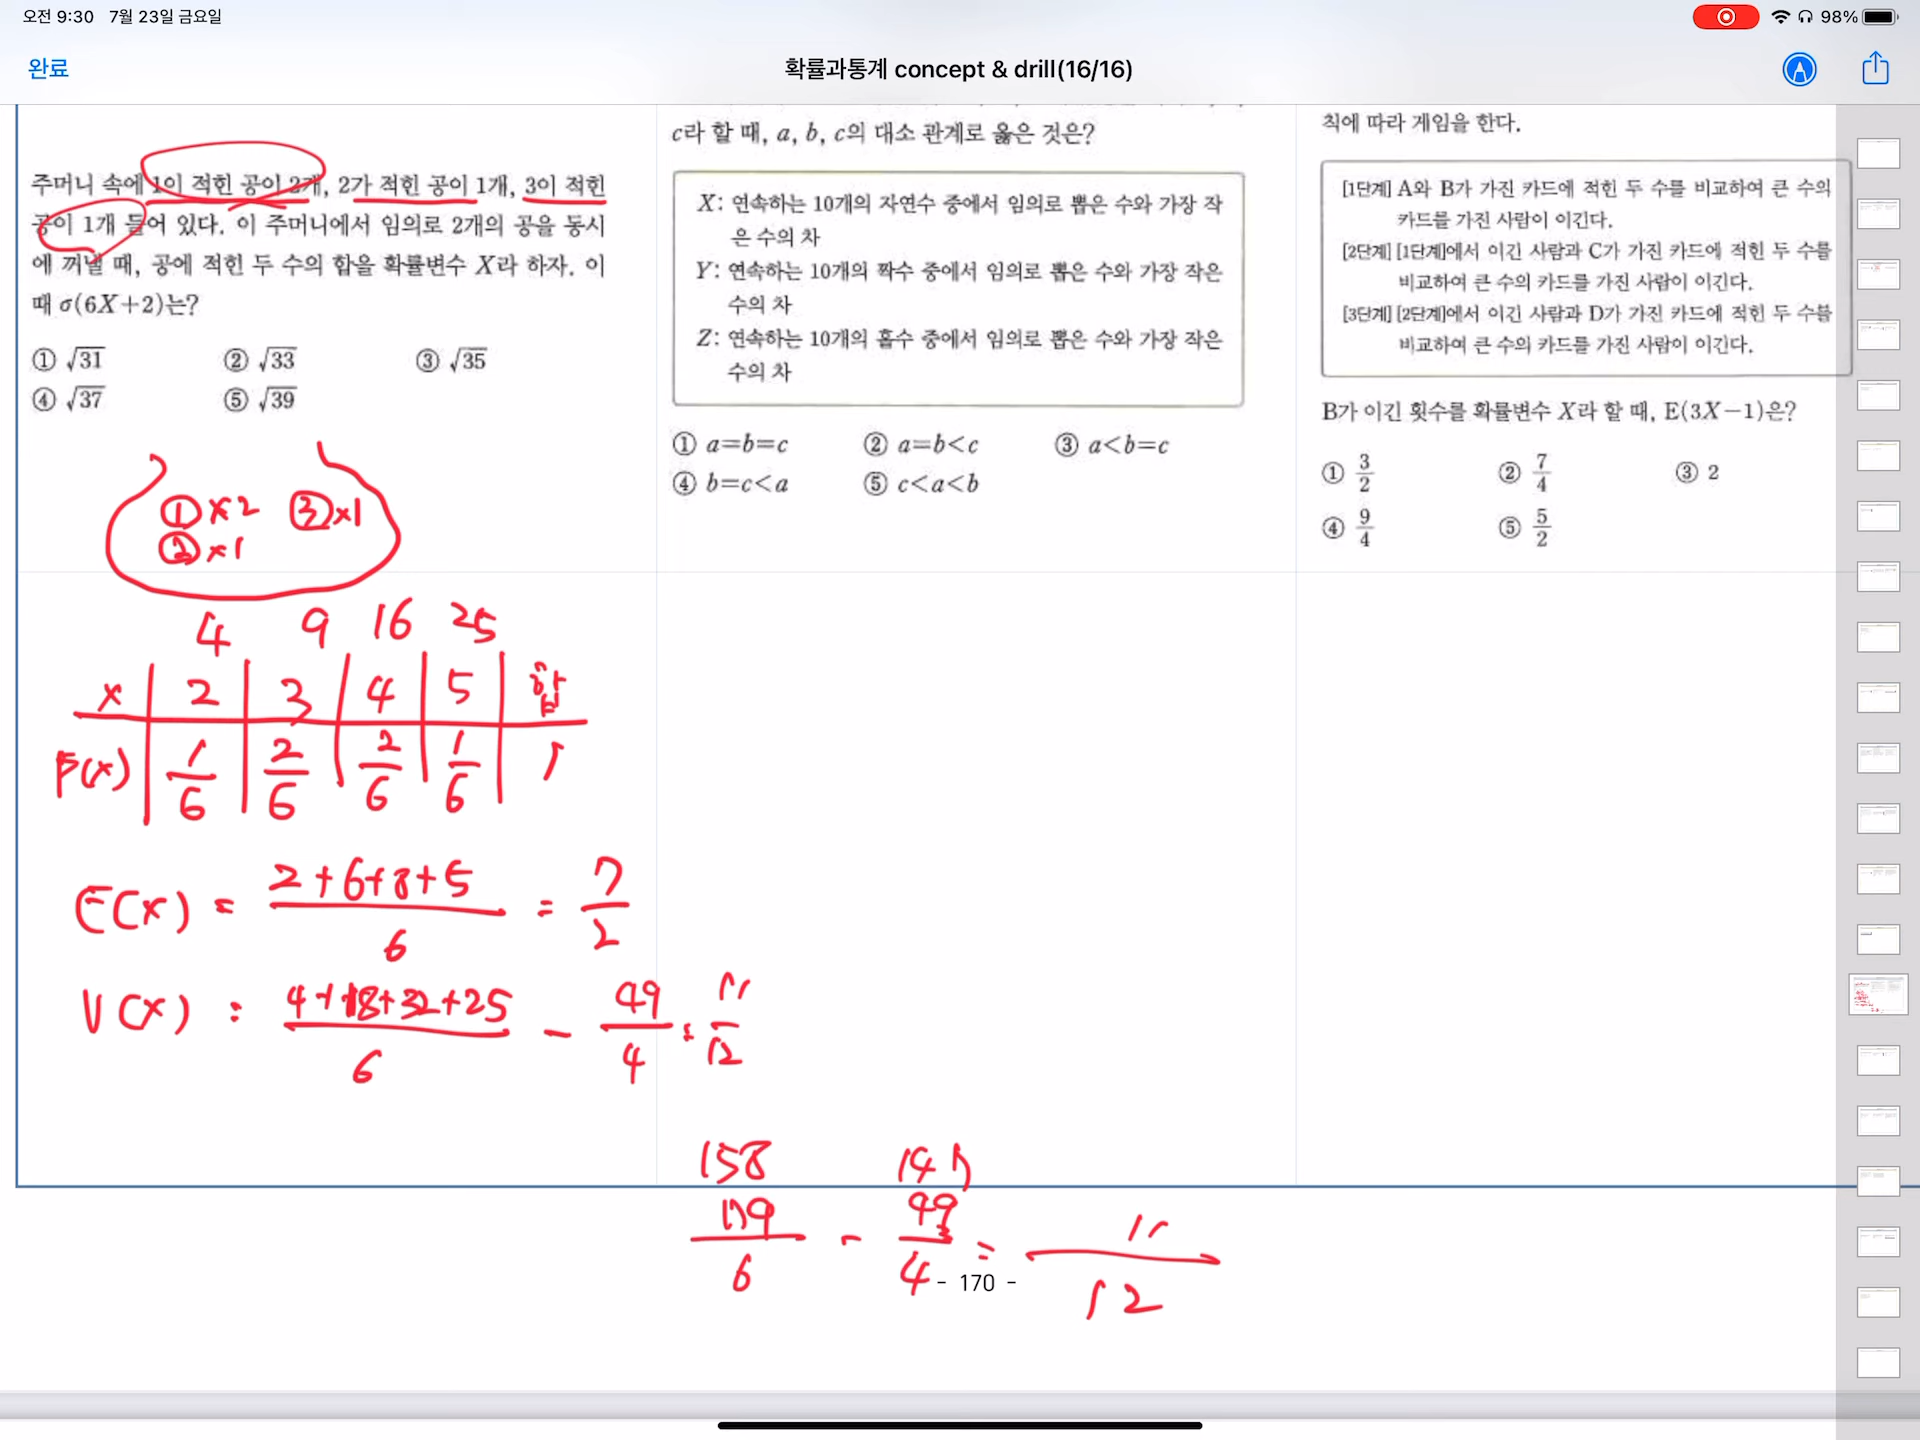 오전 9:30 7월 23일 금요일
98%
완료
확률과통계 concept & drill(16/16)
주머니 속에 1이 적힌 공이 2개, 2가 적힌 공이 1개, 3이 적힌
공이 1개 들어 있다. 이 주머니에서 임의로 2개의 공을 동시
에 꺼낼 때, 공에 적힌 두 수의 합을 확률변수 X라 하자. 이
때 σ(6X+2)는?
① √31 ② √33 ③ √35
④ √37 ⑤ √39
① ×2 ③ ×1
② ×1
4 9 16 25
X 2 3 4 5 합
P(X) 1/6 2/6 2/6 1/6 1
E(X) = 2+6+8+5/6 = 7/2
V(X) = 4+18+32+25/6 - 49/4 = 11/12
c라 할 때, a, b, c의 대소 관계로 옳은 것은?
X: 연속하는 10개의 자연수 중에서 임의로 뽑은 수와 가장 작
은 수의 차
Y: 연속하는 10개의 짝수 중에서 임의로 뽑은 수와 가장 작은
수의 차
Z: 연속하는 10개의 홀수 중에서 임의로 뽑은 수와 가장 작은
수의 차
① a=b=c ② a=b<c ③ a<b=c
④ b=c<a ⑤ c<a<b
158 147
/6 - 49/4 = 11/12
칙에 따라 게임을 한다.
[1단계] A와 B가 가진 카드에 적힌 두 수를 비교하여 큰 수의
카드를 가진 사람이 이긴다.
[2단계] [1단계]에서 이긴 사람과 C가 가진 카드에 적힌 두 수를
비교하여 큰 수의 카드를 가진 사람이 이긴다.
[3단계] [2단계]에서 이긴 사람과 D가 가진 카드에 적힌 두 수를
비교하여 큰 수의 카드를 가진 사람이 이긴다.
B가 이긴 횟수를 확률변수 X라 할 때, E(3X-1)은?
① 3/2 ② 7/4 ③ 2
④ 9/4 ⑤ 5/2
- 170 -